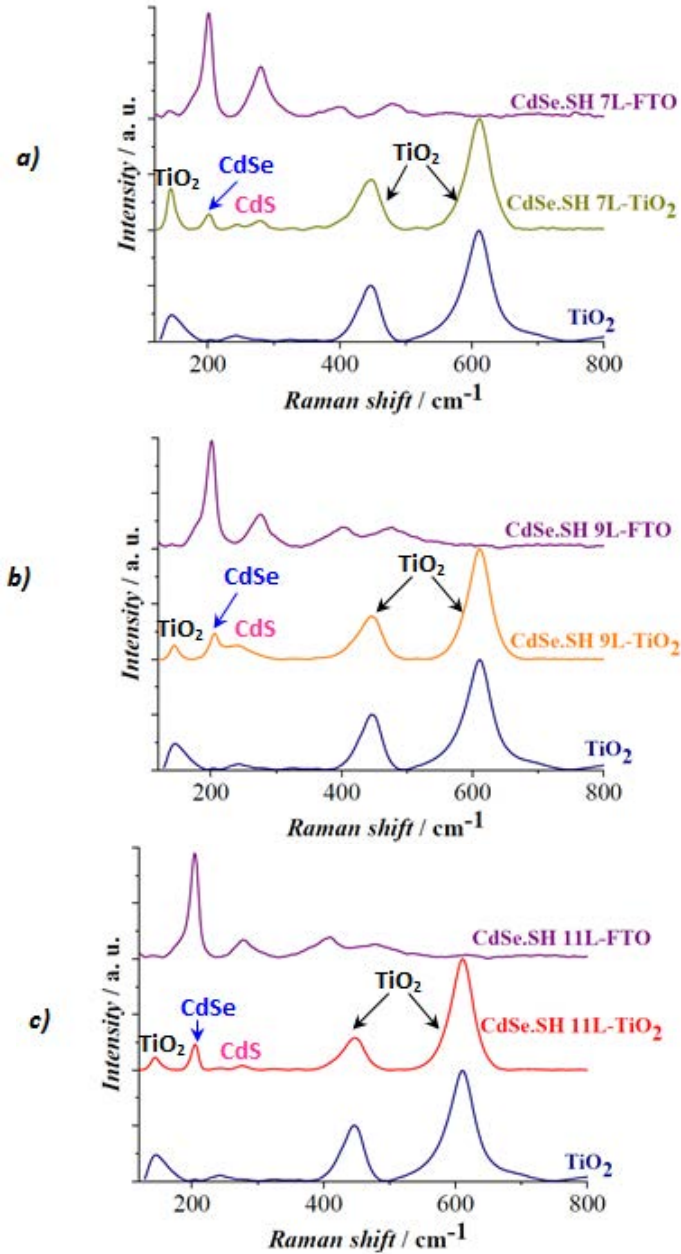 a)
Intensity / a. u.
CdSe.SH 7L-FTO
TiO2
CdSe
TiO2
CdS
CdSe.SH 7L-TiO2
TiO2
200 400 600 800
Raman shift / cm-1
b)
Intensity / a. u.
CdSe.SH 9L-FTO
CdSe
TiO2
TiO2
CdS
CdSe.SH 9L-TiO2
TiO2
200 400 600 800
Raman shift / cm-1
c)
Intensity / a. u.
CdSe.SH 11L-FTO
TiO2
CdSe
TiO2
CdS
CdSe.SH 11L-TiO2
TiO2
200 400 600 800
Raman shift / cm-1